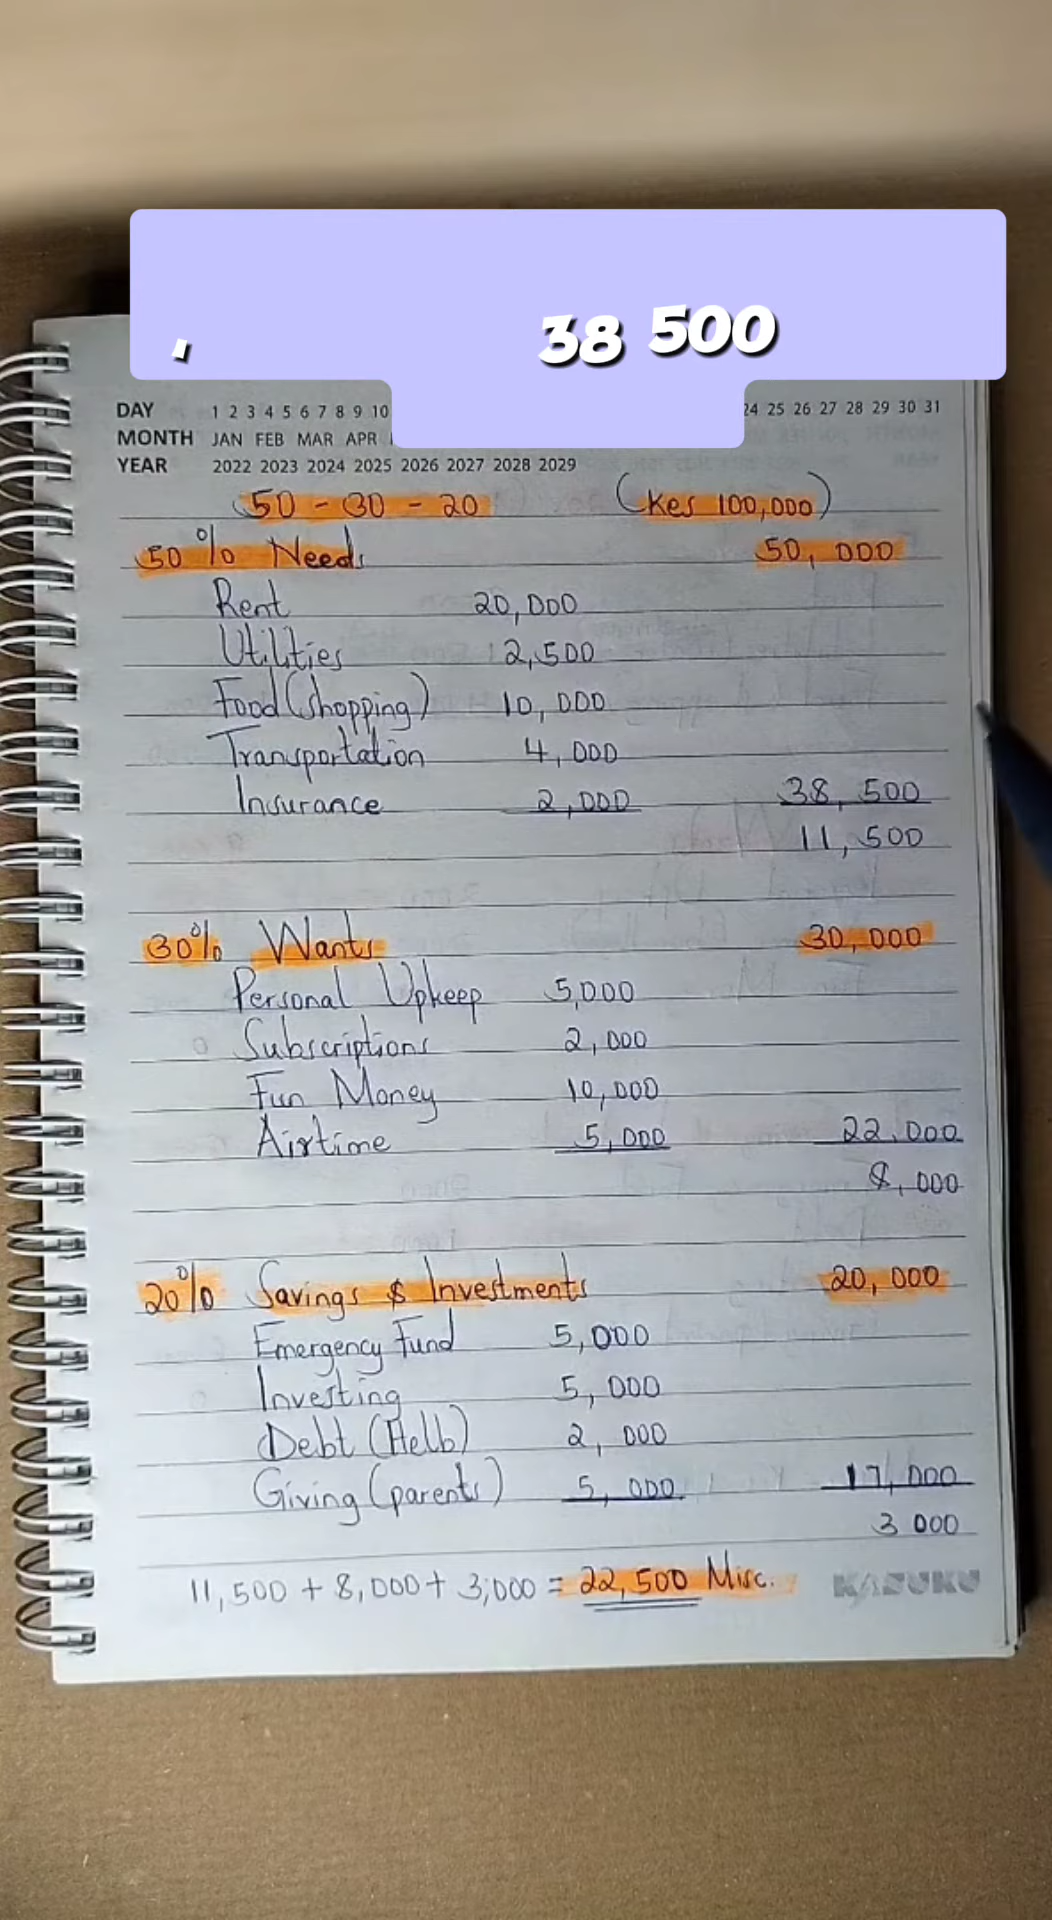 , 38 500
DAY 1 2 3 4 5 6 7 8 9 10 24 25 26 27 28 29 30 31
MONTH JAN FEB MAR APR
YEAR 2022 2023 2024 2025 2026 2027 2028 2029
50 - 30 - 20 (Kes 100,000)
50% Needs 50,000
Rent 20,000
Utilities 2,500
Food (shopping) 10,000
Transportation 4,000
Insurance 2,000 38,500
11,500
30% Wants 30,000
Personal Upkeep 5,000
Subscriptions 2,000
Fun Money 10,000
Airtime 5,000 22,000
8,000
20% Savings & Investments 20,000
Emergency Fund 5,000
Investing 5,000
Debt (Helb) 2,000
Giving (parents) 5,000 17,000
3 000
11,500 + 8,000 + 3,000 = 22,500 Misc.
KASUKU